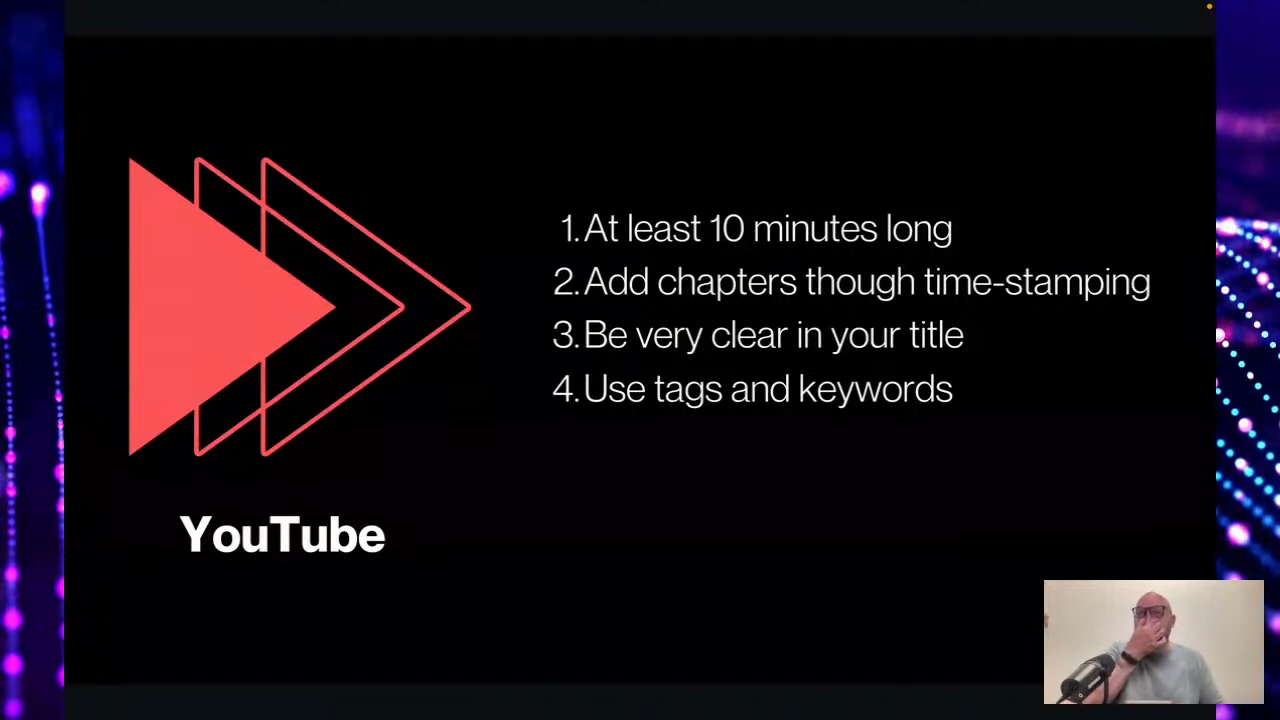 1. At least 10 minutes long
2. Add chapters though time-stamping
3. Be very clear in your title
4. Use tags and keywords
YouTube